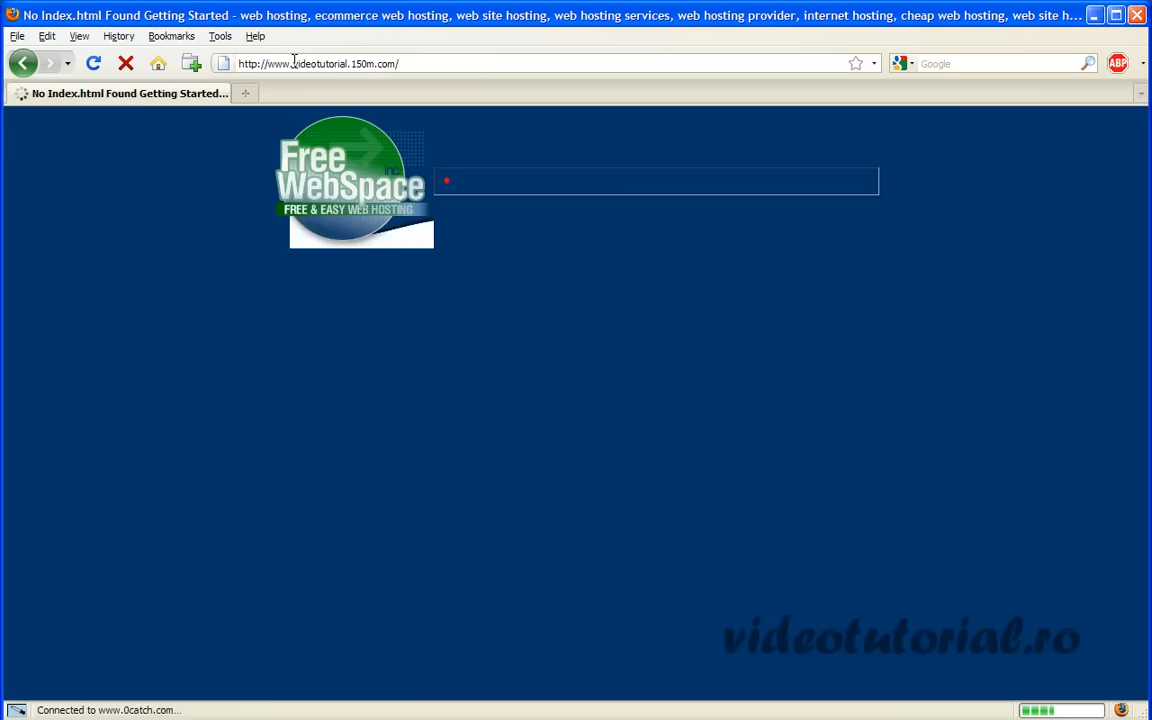 No Index.html Found Getting Started - web hosting, ecommerce web hosting, web site hosting, web hosting services, web hosting provider, internet hosting, cheap web hosting, web site h...
File Edit View History Bookmarks Tools Help
http://www.videotutorial.150m.com/
Google
ABP
No Index.html Found Getting Started...
Free
inc.
WebSpace
FREE & EASY WEB HOSTING
videotutorial.ro
Connected to www.0catch.com...